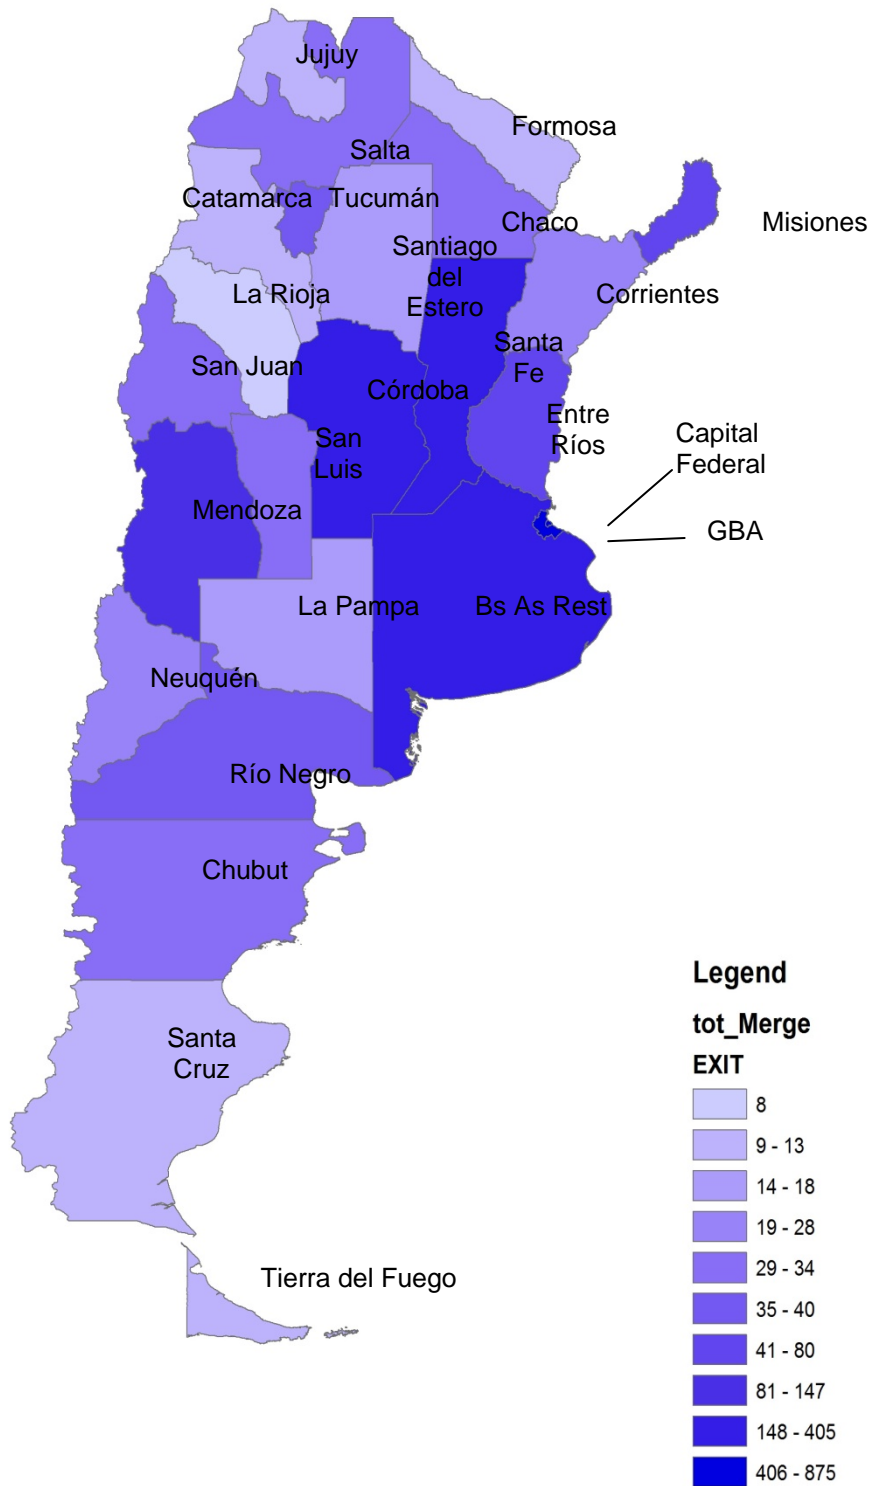 Jujuy
Formosa
Salta
Catamarca
Tucumán
Misiones
Chaco
Santiago
del
Estero
La Rioja
Corrientes
San Juan
Santa
Fe
Córdoba
Entre
Ríos
San
Luis
Capital
Federal
Mendoza
GBA
La Pampa
Bs As Rest
Neuquén
Río Negro
Chubut
Santa
Cruz
Tierra del Fuego
Legend
tot_Merge
EXIT
8
9 - 13
14 - 18
19 - 28
29 - 34
35 - 40
41 - 80
81 - 147
148 - 405
406 - 875